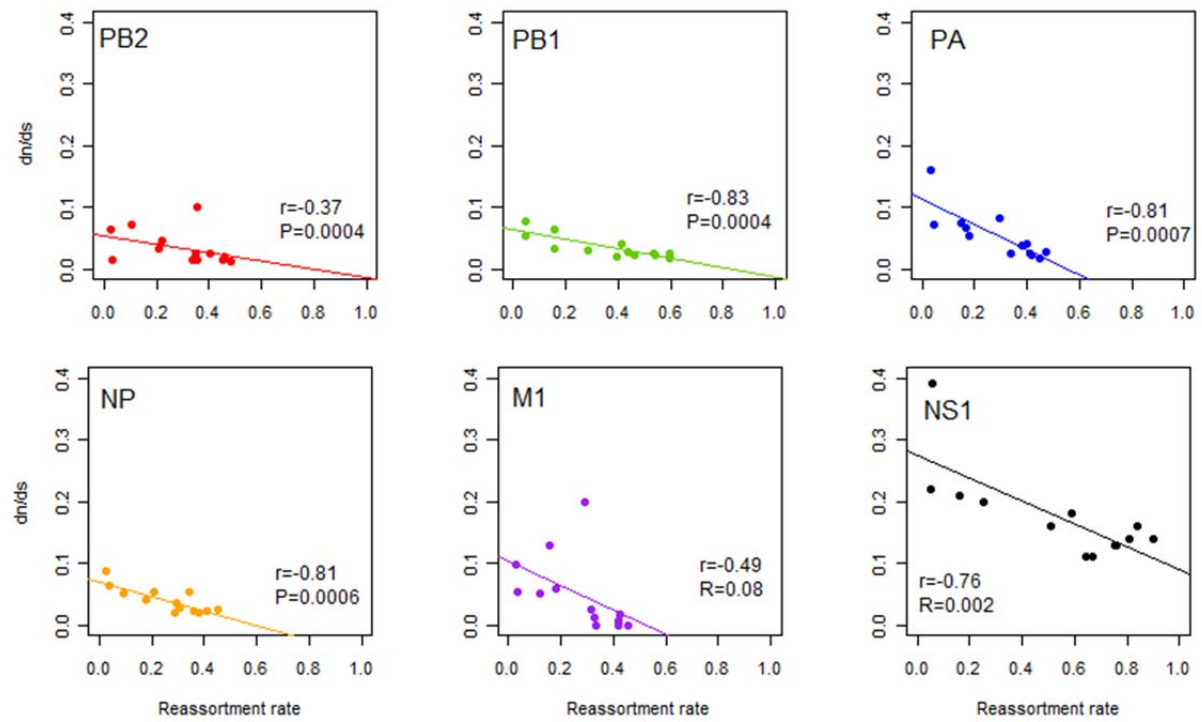 PB2
dn/ds
0.4
0.3
0.2
0.1
0.0
r=-0.37
P=0.0004
0.0 0.2 0.4 0.6 0.8 1.0
PB1
0.4
0.3
0.2
0.1
0.0
r=-0.83
P=0.0004
0.0 0.2 0.4 0.6 0.8 1.0
PA
0.4
0.3
0.2
0.1
0.0
r=-0.81
P=0.0007
0.0 0.2 0.4 0.6 0.8 1.0
NP
dn/ds
0.4
0.3
0.2
0.1
0.0
r=-0.81
P=0.0006
0.0 0.2 0.4 0.6 0.8 1.0
Reassortment rate
M1
0.4
0.3
0.2
0.1
0.0
r=-0.49
R=0.08
0.0 0.2 0.4 0.6 0.8 1.0
Reassortment rate
NS1
0.4
0.3
0.2
0.1
0.0
r=-0.76
R=0.002
0.0 0.2 0.4 0.6 0.8 1.0
Reassortment rate